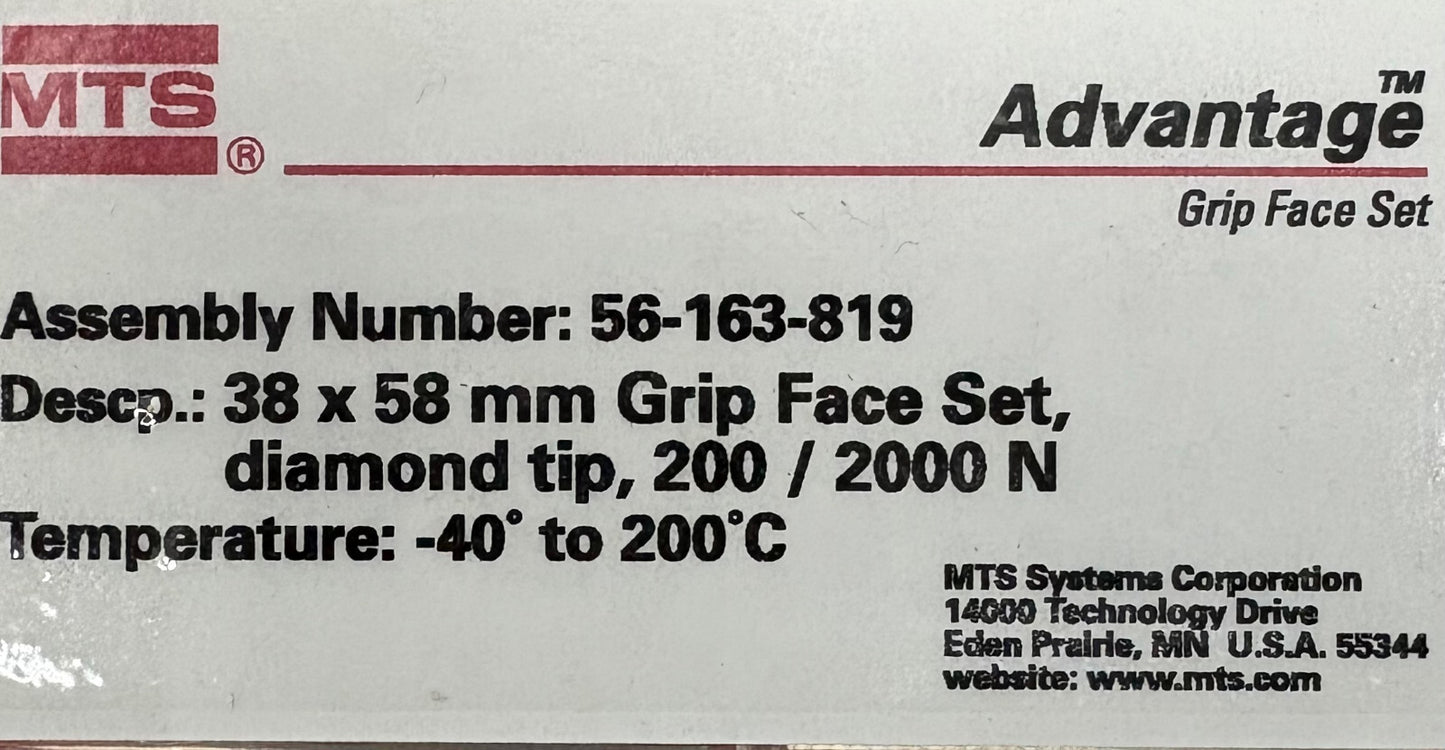 MTS
®
Advantage™
Grip Face Set
Assembly Number: 56-163-819
Descp.: 38 x 58 mm Grip Face Set,
diamond tip, 200 / 2000 N
Temperature: -40° to 200°C
MTS Systems Corporation
14000 Technology Drive
Eden Prairie, MN U.S.A. 55344
website: www.mts.com